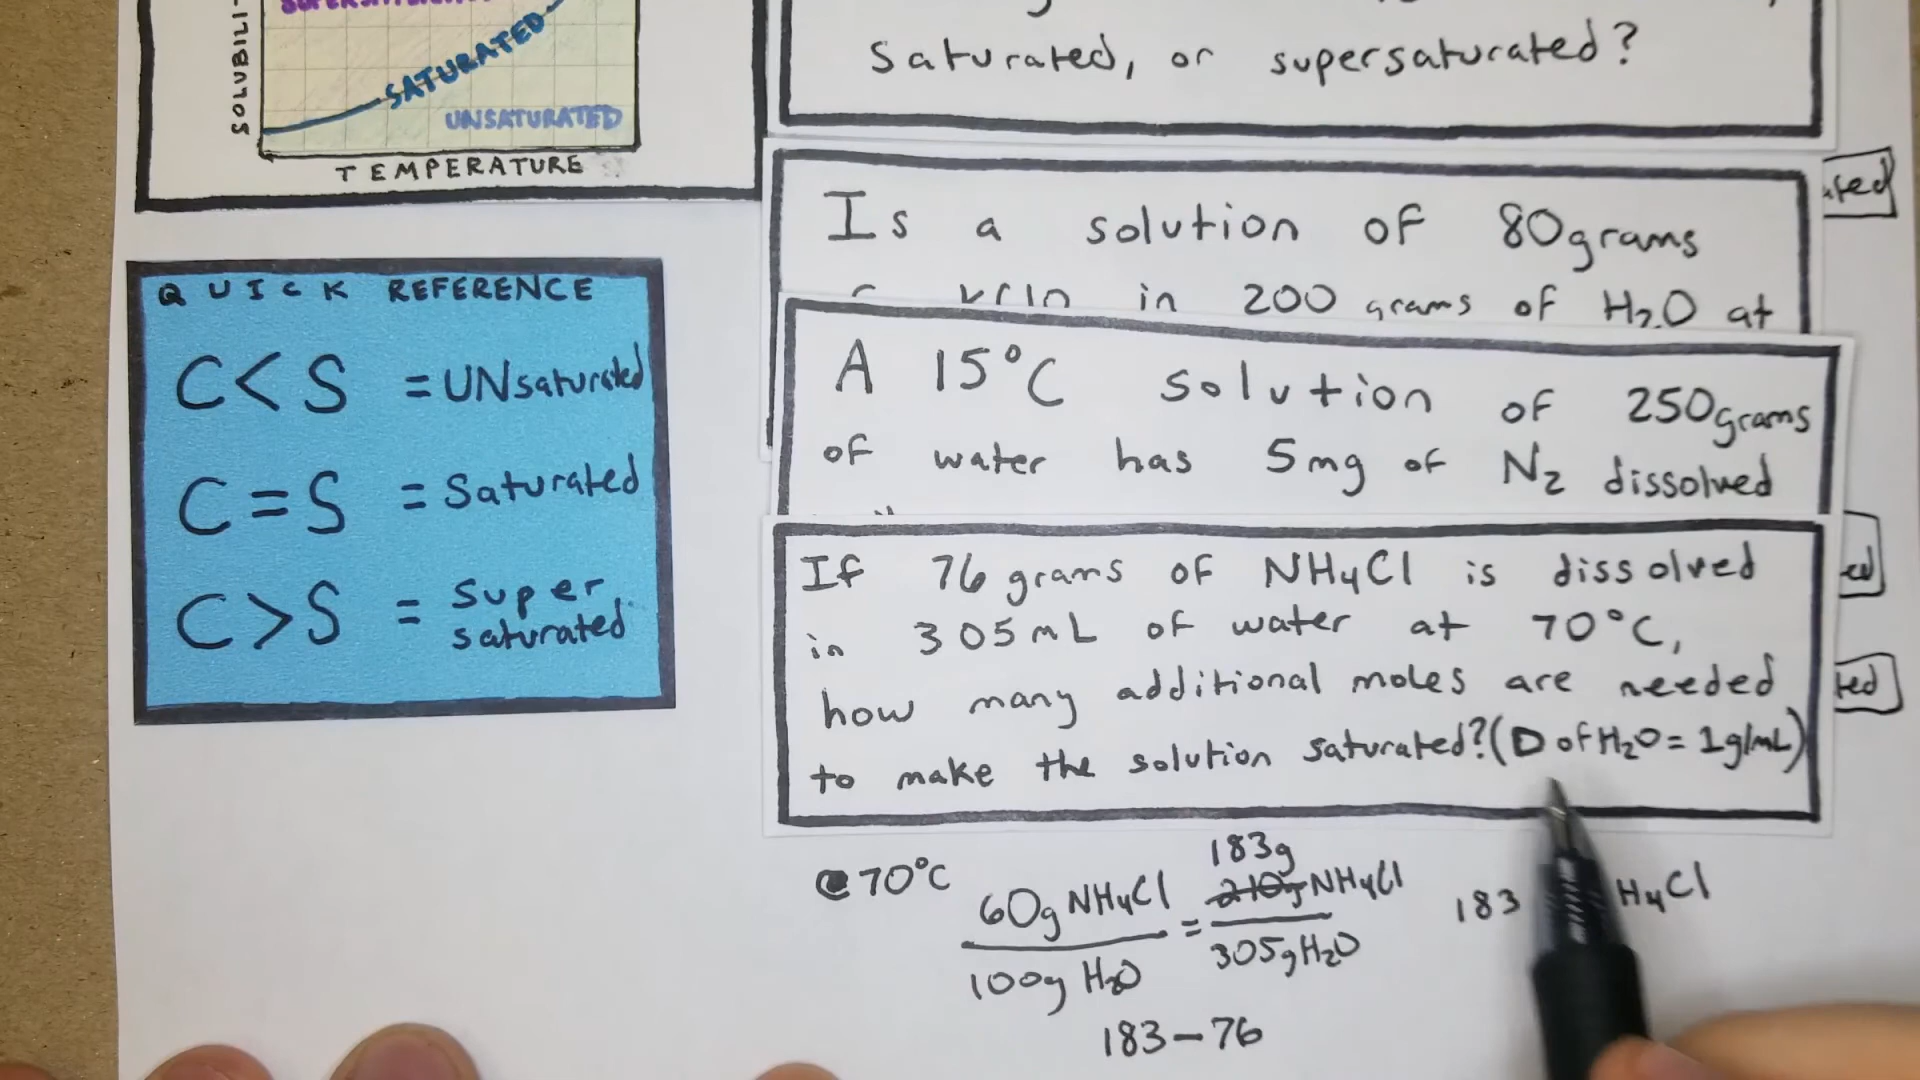 SOLUBILI
SATURATED
UNSATURATED
TEMPERATURE
saturated, or supersaturated?
Is a solution of 80grams
in 200 grams of H2O at
A 15°C solution of 250grams
of water has 5mg of N2 dissolved
QUICK REFERENCE
C<S = UNsaturated
C=S = Saturated
C>S = Super
saturated
If 76 grams of NH4Cl is dissolved
in 305mL of water at 70°C,
how many additional moles are needed
to make the solution saturated? (D of H2O = 1g/mL)
@70°C
60g NH4Cl
100g H2O
=
183g
210g NH4Cl
305g H2O
183 H4Cl
183-76